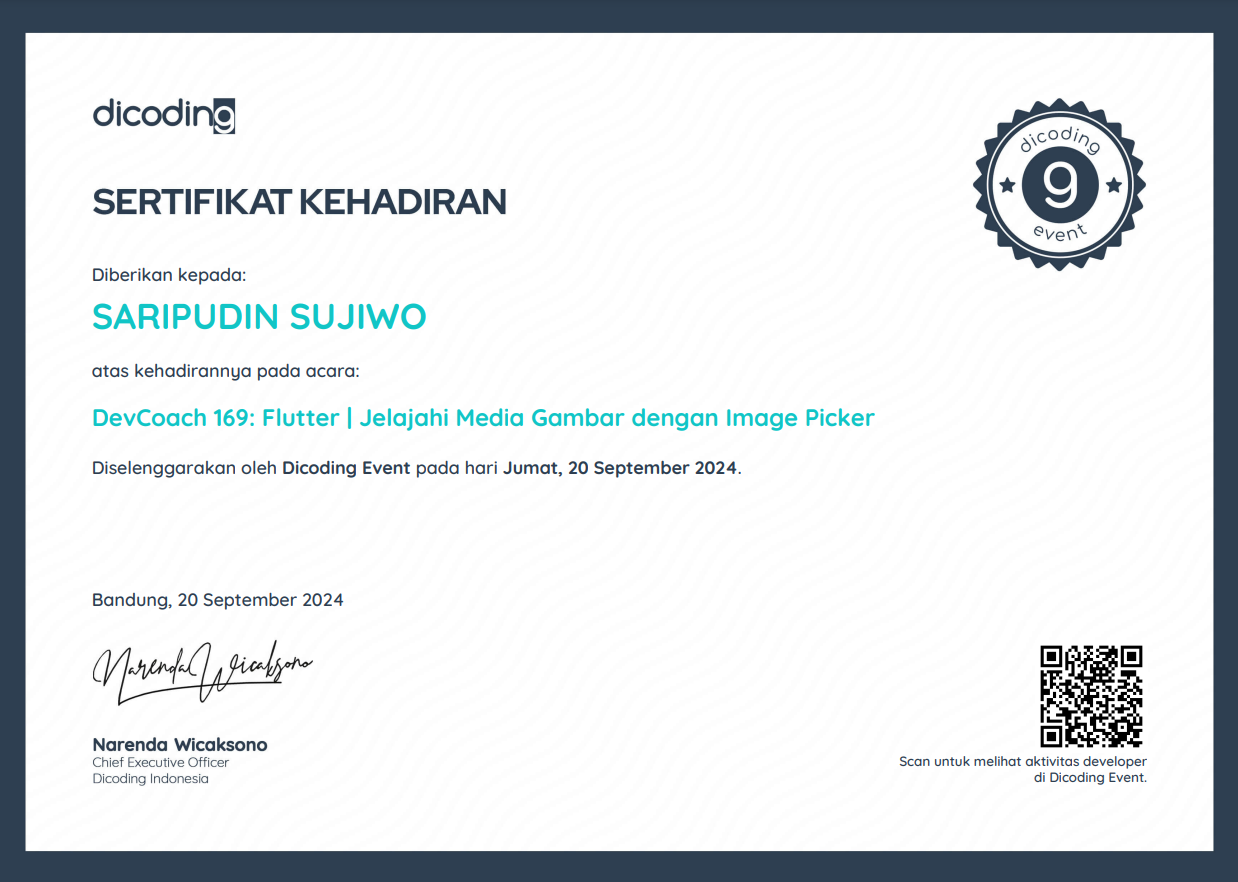 dicoding
dicoding
g
event
SERTIFIKAT KEHADIRAN
Diberikan kepada:
SARIPUDIN SUJIWO
atas kehadirannya pada acara:
DevCoach 169: Flutter | Jelajahi Media Gambar dengan Image Picker
Diselenggarakan oleh Dicoding Event pada hari Jumat, 20 September 2024.
Bandung, 20 September 2024
Narenda Wicaksono
Narenda Wicaksono
Chief Executive Officer
Dicoding Indonesia
Scan untuk melihat aktivitas developer
di Dicoding Event.